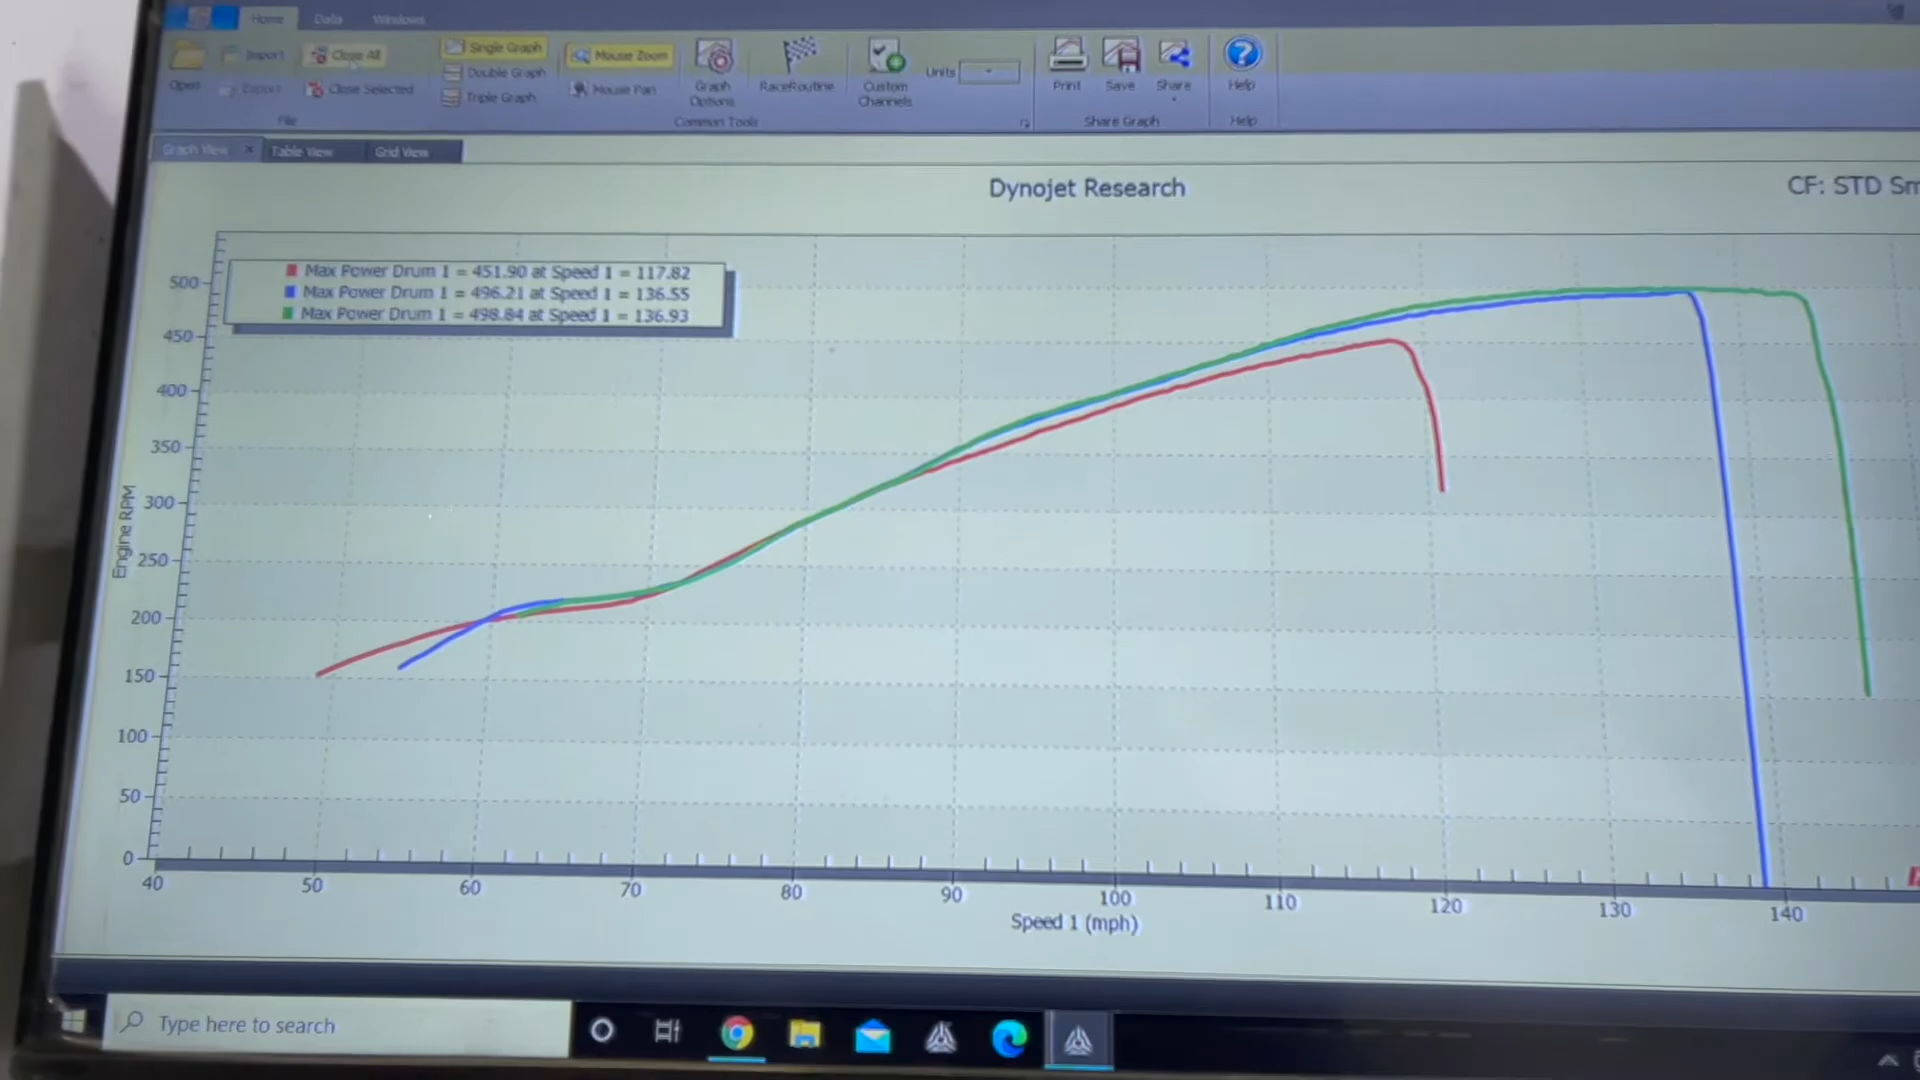 Home Data Windows
Open
Import
Export
Close All
Close Selected
File
Single Graph
Double Graph
Triple Graph
Mouse Zoom
Mouse Pan
Graph Options
RaceRoutine
Custom Channels
Units
Common Tools
Print
Save
Share
Share Graph
Help
Help
Graph View × Table View Grid View
Dynojet Research
CF: STD Sm
Max Power Drum 1 = 451.90 at Speed 1 = 117.82
Max Power Drum 1 = 496.21 at Speed 1 = 136.55
Max Power Drum 1 = 498.84 at Speed 1 = 136.93
500
450
400
350
300
250
200
150
100
50
0
Engine RPM
40 50 60 70 80 90 100 110 120 130 140
Speed 1 (mph)
Type here to search